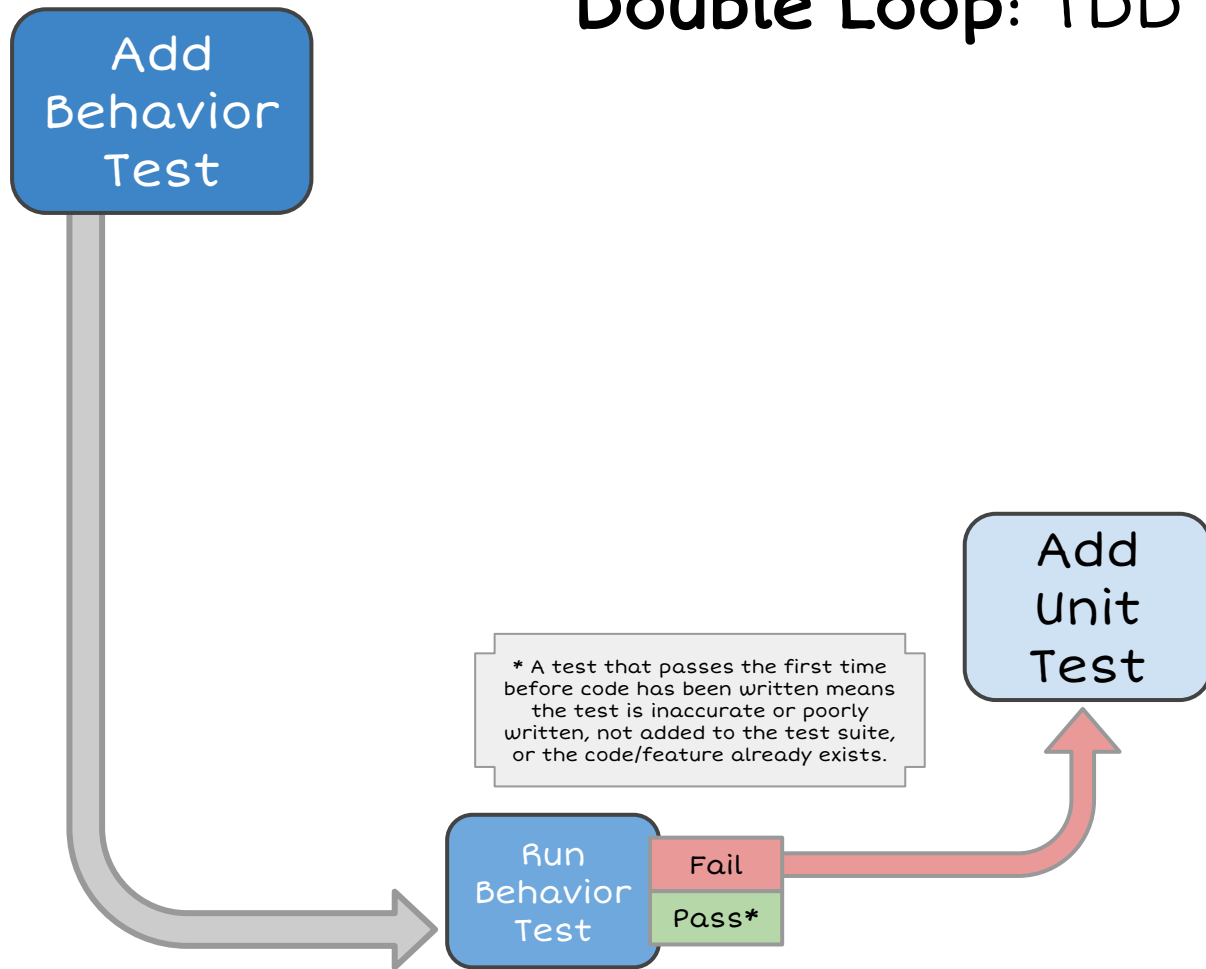 Double Loop: TDD
Add
Behavior
Test
Add
Unit
Test
* A test that passes the first time
before code has been written means
the test is inaccurate or poorly
written, not added to the test suite,
or the code/feature already exists.
Run
Behavior
Test
Fail
Pass*